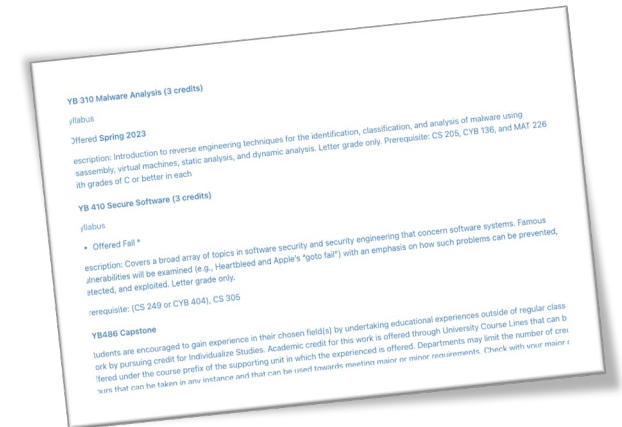 YB 310 Malware Analysis (3 credits)
yllabus
Offered Spring 2023
escription: Introduction to reverse engineering techniques for the identification, classification, and analysis of malware using
sassembly, virtual machines, static analysis, and dynamic analysis. Letter grade only. Prerequisite: CS 205, CYB 136, and MAT 226
ith grades of C or better in each
YB 410 Secure Software (3 credits)
yllabus
• Offered Fall *
escription: Covers a broad array of topics in software security and security engineering that concern software systems. Famous
ulnerabilities will be examined (e.g., Heartbleed and Apple's "goto fail") with an emphasis on how such problems can be prevented,
etected, and exploited. Letter grade only.
rerequisite: (CS 249 or CYB 404), CS 305
YB486 Capstone
tudents are encouraged to gain experience in their chosen field(s) by undertaking educational experiences outside of regular class
ork by pursuing credit for Individualize Studies. Academic credit for this work is offered through University Course Lines that can b
ffered under the course prefix of the supporting unit in which the experienced is offered. Departments may limit the number of cre
ours that can be taken in any instance and that can be used towards meeting major or minor requirements. Check with your major